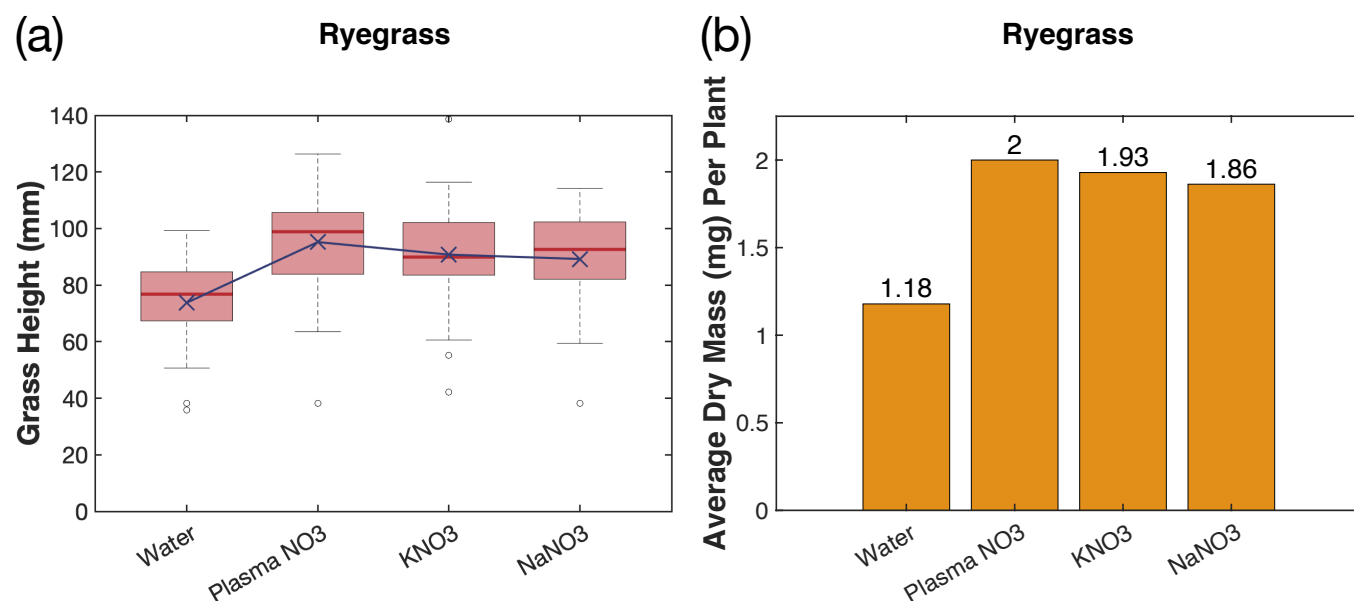 (a)
Ryegrass
Grass Height (mm)
140
120
100
80
60
40
20
0
Water
Plasma NO3
KNO3
NaNO3
(b)
Ryegrass
Average Dry Mass (mg) Per Plant
2
1.5
1
0.5
0
1.18
2
1.93
1.86
Water
Plasma NO3
KNO3
NaNO3